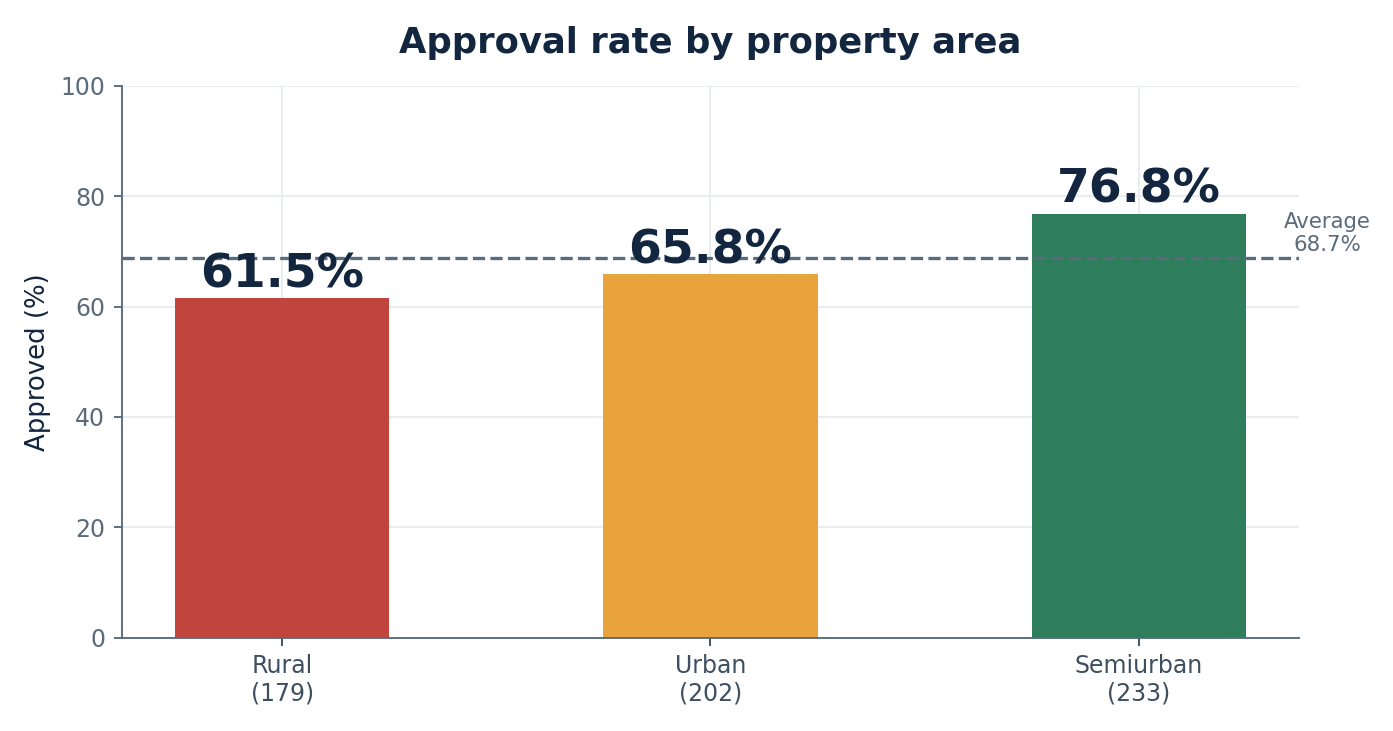 Approval rate by property area
Approved (%)
100
80
60
40
20
0
61.5%
65.8%
76.8%
Average
68.7%
Rural
(179)
Urban
(202)
Semiurban
(233)